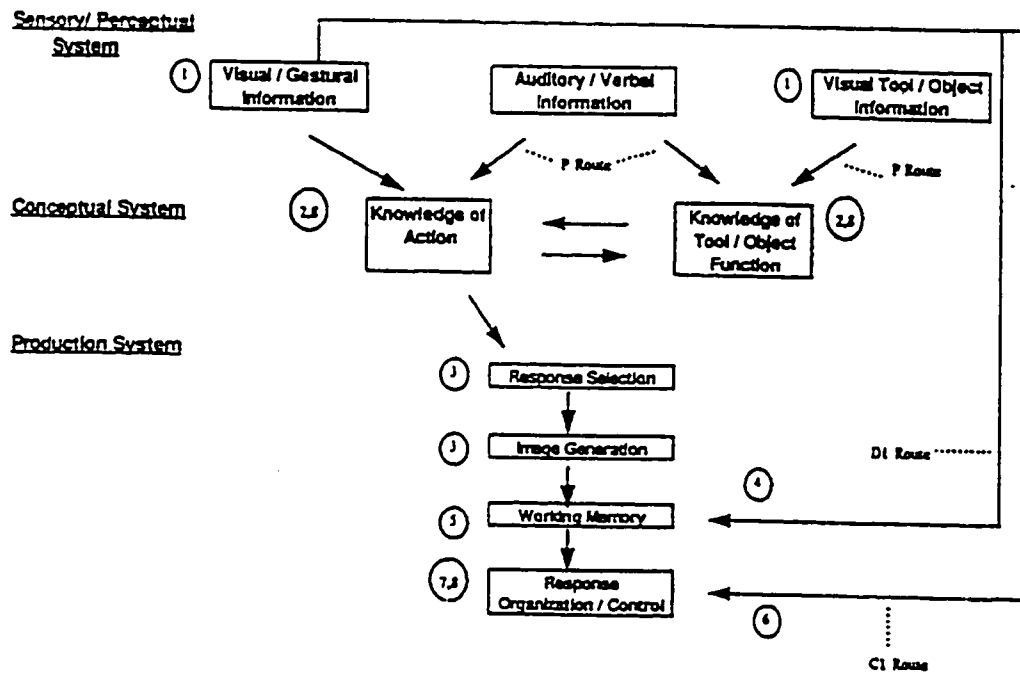 Sensory/ Perceptual
System
1
Visual / Gestural
Information
Auditory / Verbal
Information
1
Visual Tool / Object
Information
P Route
P Route
Conceptual System
2,8
Knowledge of
Action
Knowledge of
Tool / Object
Function
2,8
Production System
3
Response Selection
3
Image Generation
D1 Route
4
5
Working Memory
7,8
Response
Organization / Control
6
C1 Route